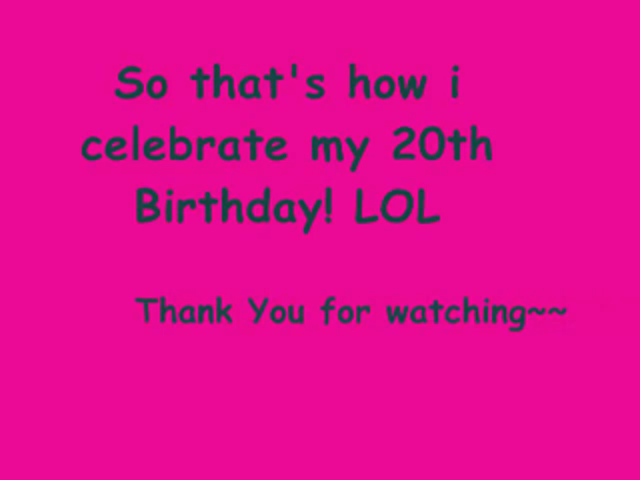 So that's how i
celebrate my 20th
Birthday! LOL
Thank You for watching~~